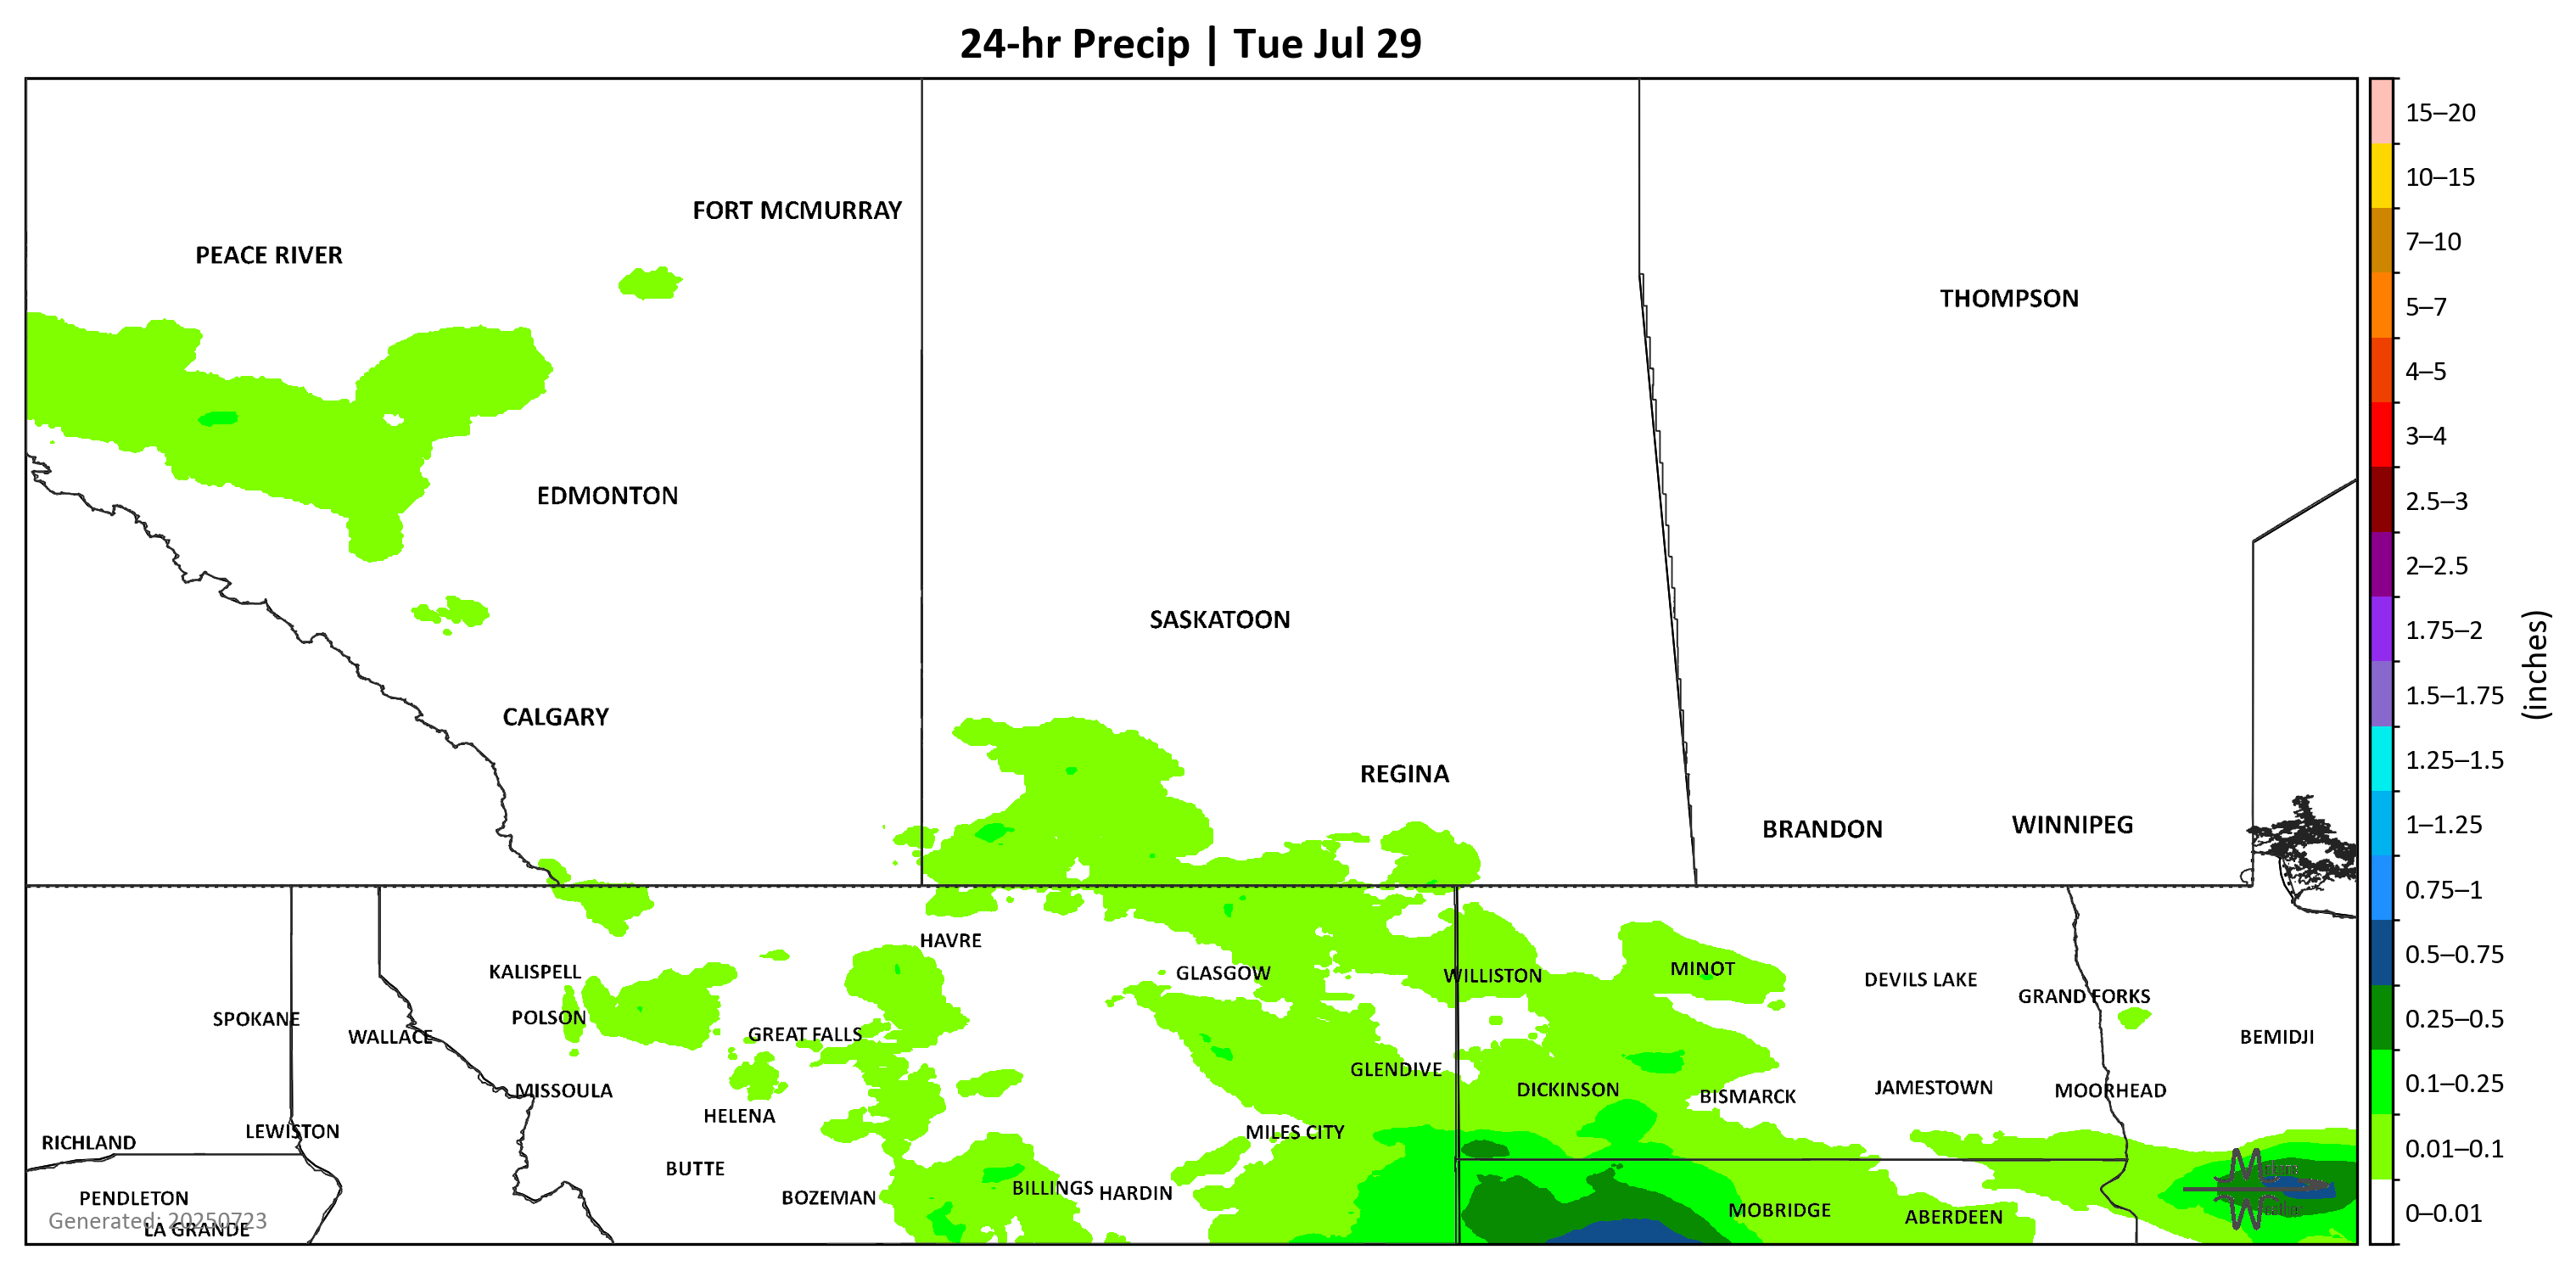 24-hr Precip | Tue Jul 29
FORT MCMURRAY
PEACE RIVER
THOMPSON
EDMONTON
SASKATOON
CALGARY
REGINA
BRANDON
WINNIPEG
HAVRE
KALISPELL
GLASGOW
WILLISTON
MINOT
DEVILS LAKE
GRAND FORKS
SPOKANE
POLSON
WALLACE
GREAT FALLS
BEMIDJI
GLENDIVE
MISSOULA
DICKINSON
BISMARCK
JAMESTOWN
MOORHEAD
HELENA
RICHLAND
LEWISTON
MILES CITY
BUTTE
BILLINGS
HARDIN
PENDLETON
BOZEMAN
MOBRIDGE
ABERDEEN
Generated: 20250723
LA GRANDE
15–20
10–15
7–10
5–7
4–5
3–4
2.5–3
2–2.5
1.75–2
1.5–1.75
1.25–1.5
1–1.25
0.75–1
0.5–0.75
0.25–0.5
0.1–0.25
0.01–0.1
0–0.01
(inches)